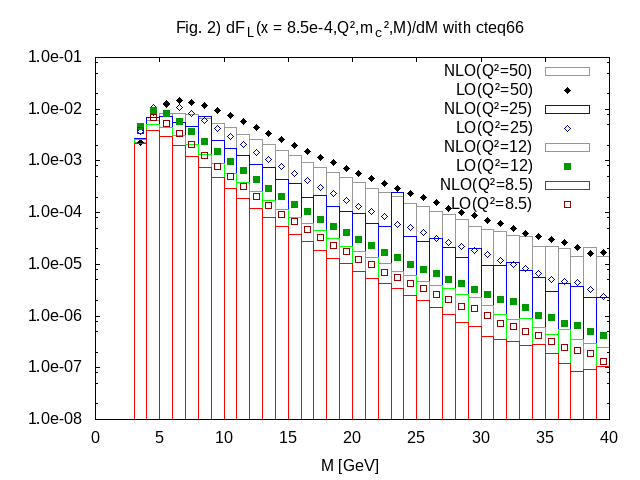 Fig. 2) dF_L(x = 8.5e-4,Q²,m_c²,M)/dM with cteq66
1.0e-01
1.0e-02
1.0e-03
1.0e-04
1.0e-05
1.0e-06
1.0e-07
1.0e-08
NLO(Q²=50)
LO(Q²=50)
NLO(Q²=25)
LO(Q²=25)
NLO(Q²=12)
LO(Q²=12)
NLO(Q²=8.5)
LO(Q²=8.5)
0 5 10 15 20 25 30 35 40
M [GeV]